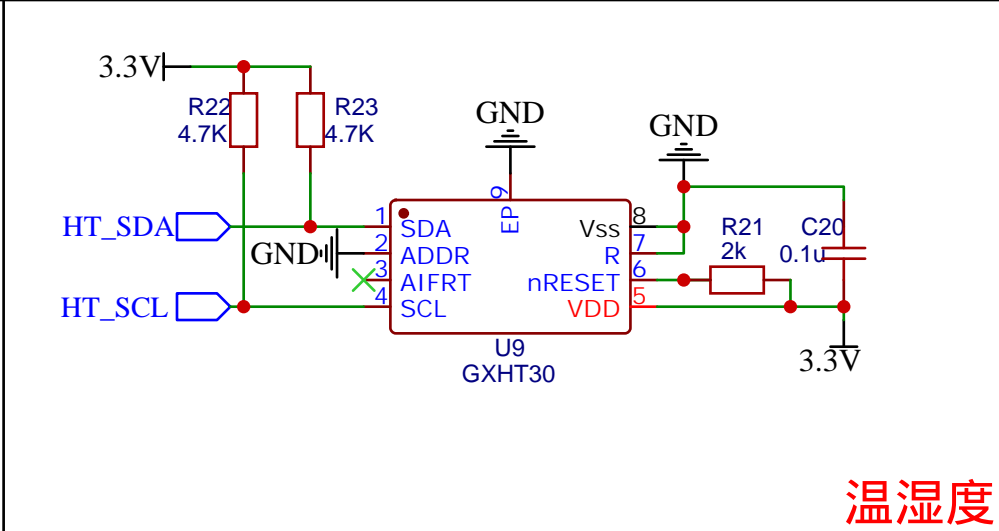 3.3V
R22
4.7K
R23
4.7K
GND
GND
HT_SDA
GND
HT_SCL
1
2
3
4
SDA
ADDR
AIFRT
SCL
9
EP
Vss
R
nRESET
VDD
8
7
6
5
U9
GXHT30
R21
2k
C20
0.1u
3.3V
温湿度